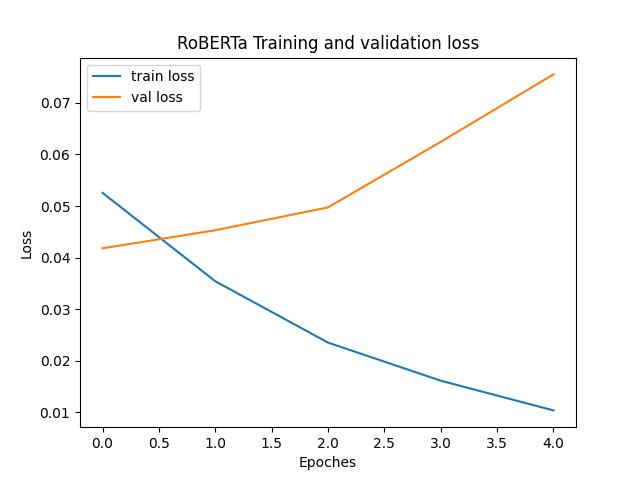 RoBERTa Training and validation loss
train loss
val loss
0.07
0.06
0.05
0.04
0.03
0.02
0.01
Loss
0.0 0.5 1.0 1.5 2.0 2.5 3.0 3.5 4.0
Epoches